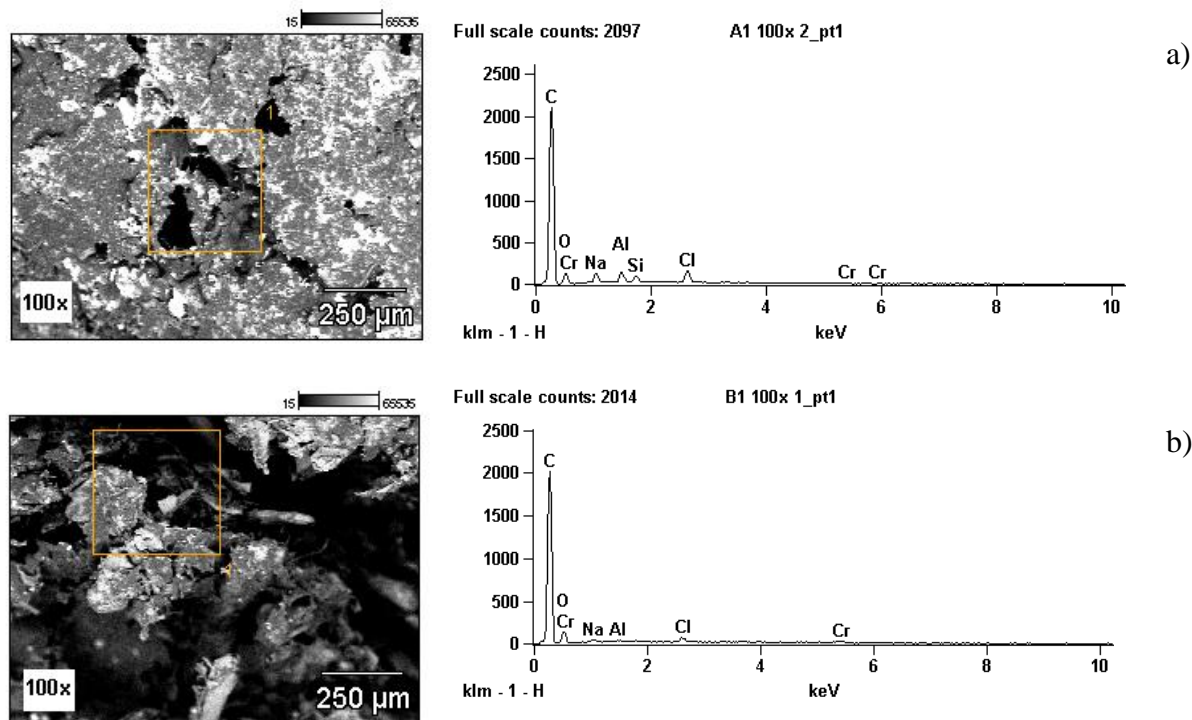 15 65535
Full scale counts: 2097 A1 100x 2_pt1
a)
2500
2000
1500
1000
500
0
C
O
Cr Na Al Si Cl Cr Cr
0 2 4 6 8 10
klm - 1 - H keV
1
100x
250 µm
15 65535
Full scale counts: 2014 B1 100x 1_pt1
b)
2500
2000
1500
1000
500
0
C
O
Cr Na Al Cl Cr
0 2 4 6 8 10
klm - 1 - H keV
1
100x
250 µm